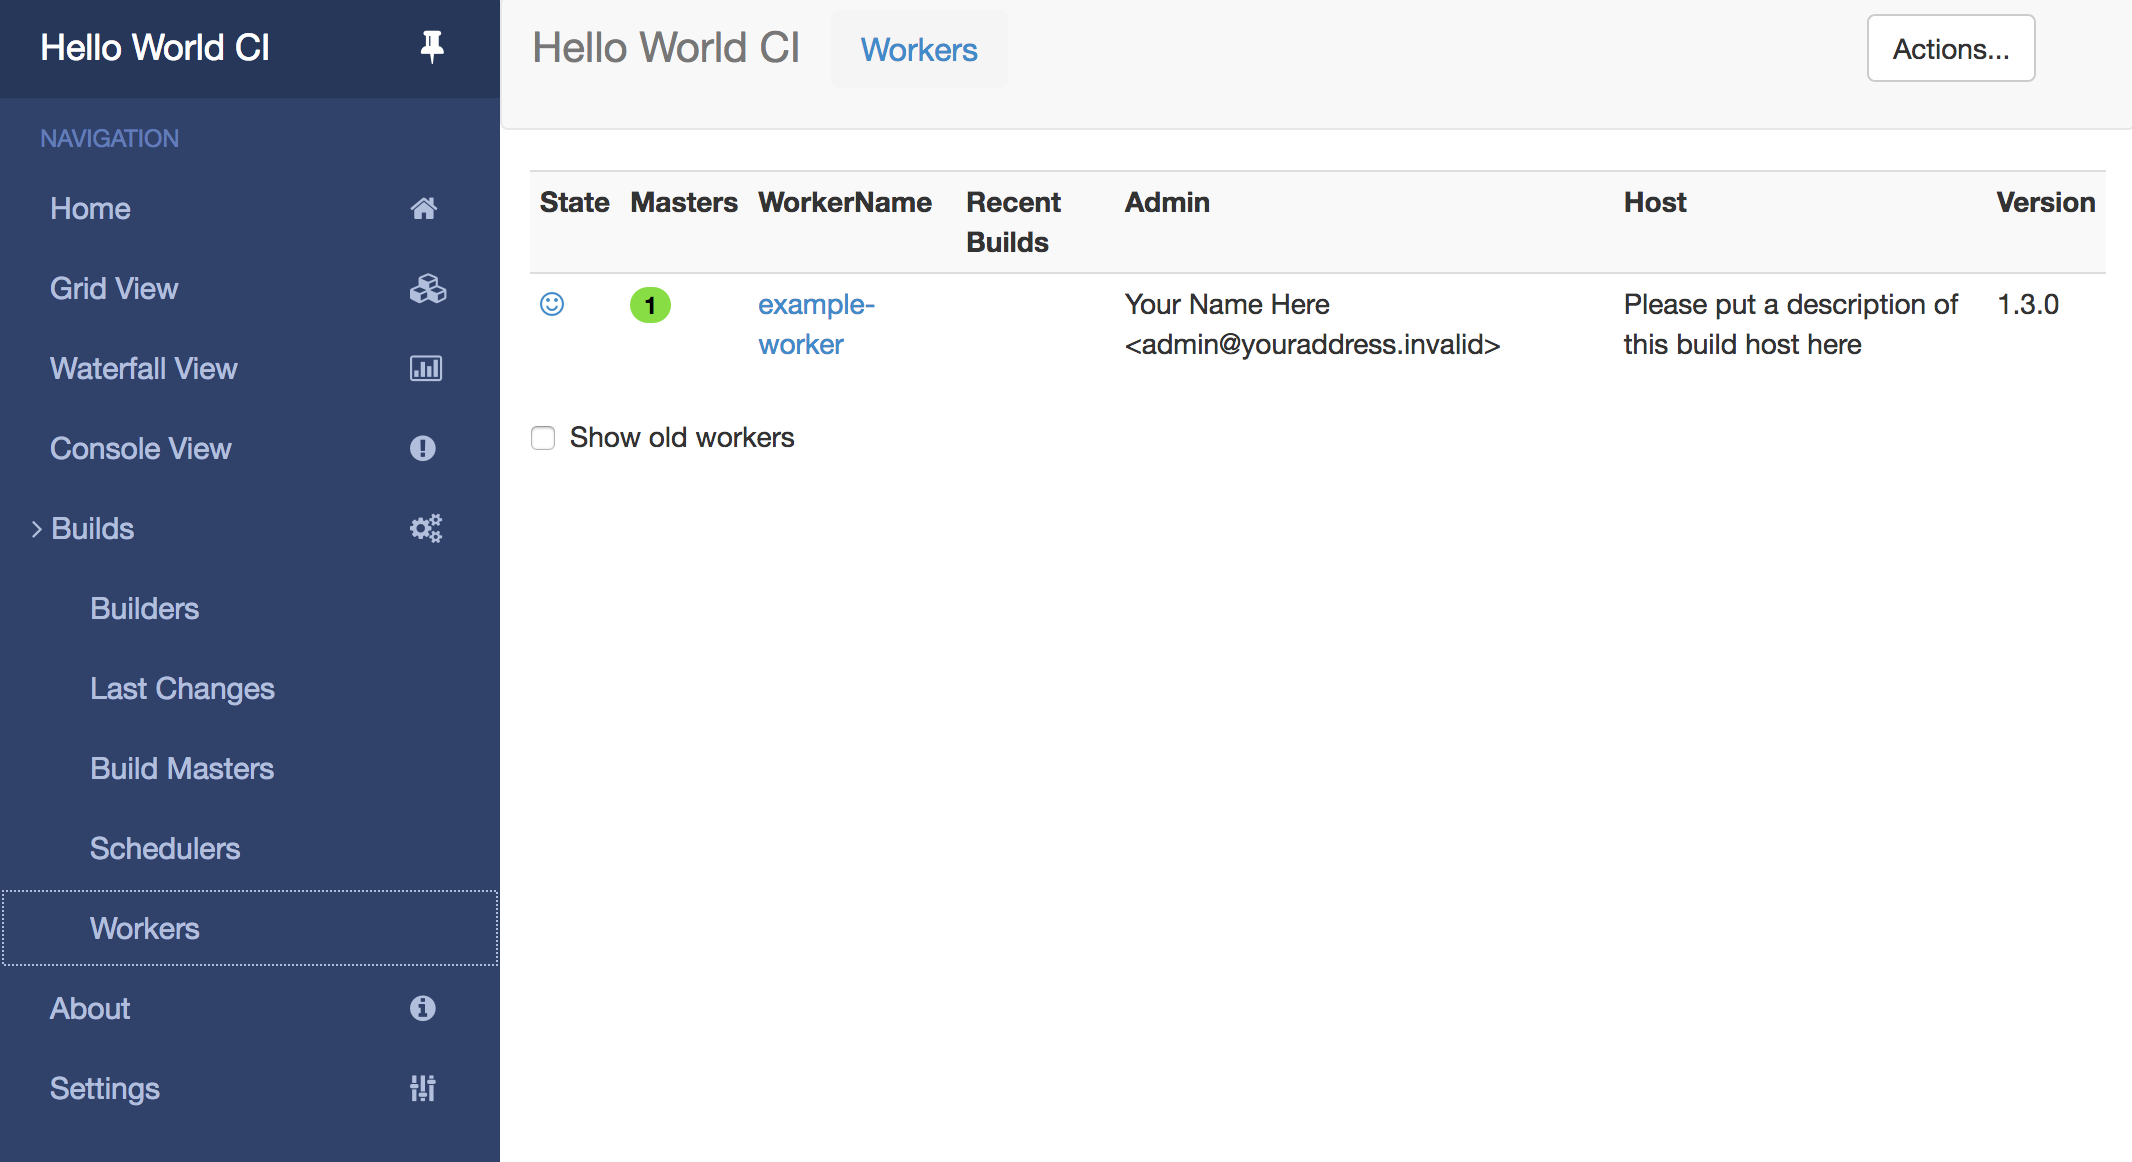 Hello World CI
NAVIGATION
Home
Grid View
Waterfall View
Console View
Builds
Builders
Last Changes
Build Masters
Schedulers
Workers
About
Settings
Hello World CI Workers Actions...
State Masters WorkerName Recent Builds Admin Host Version
1 example-worker Your Name Here <admin@youraddress.invalid> Please put a description of this build host here 1.3.0
Show old workers